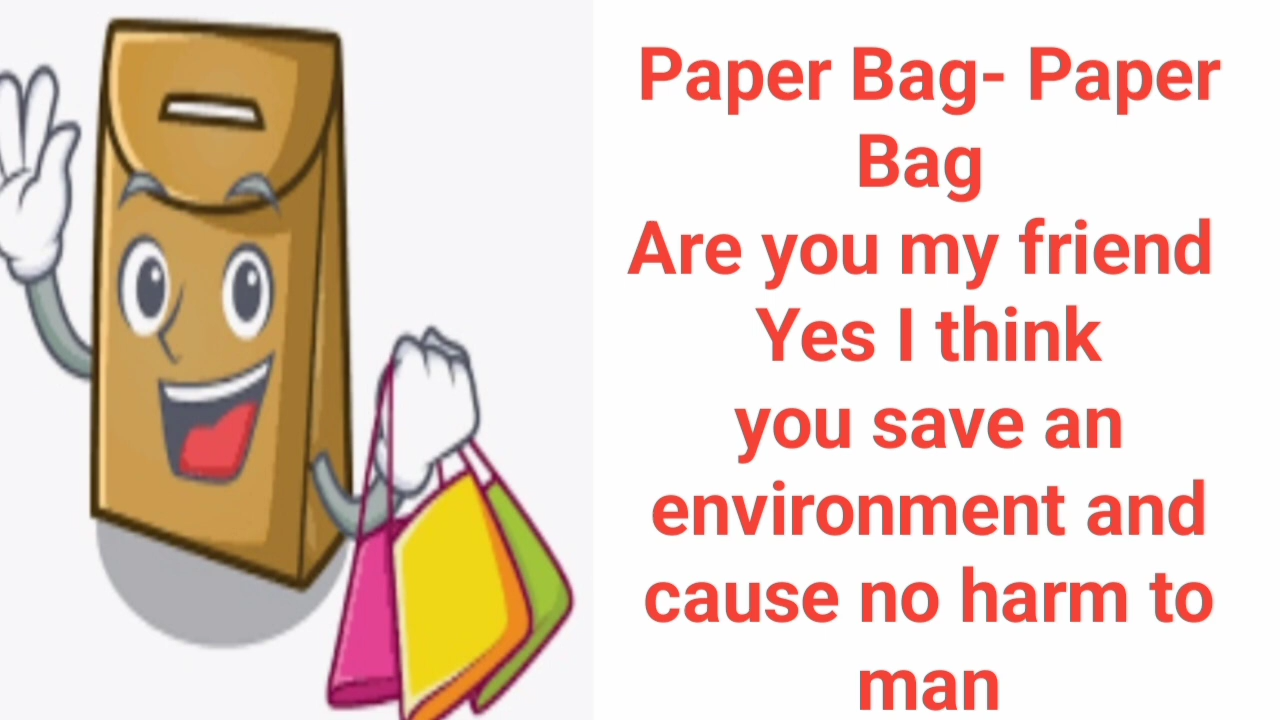 Paper Bag- Paper
Bag
Are you my friend
Yes I think
you save an
environment and
cause no harm to
man